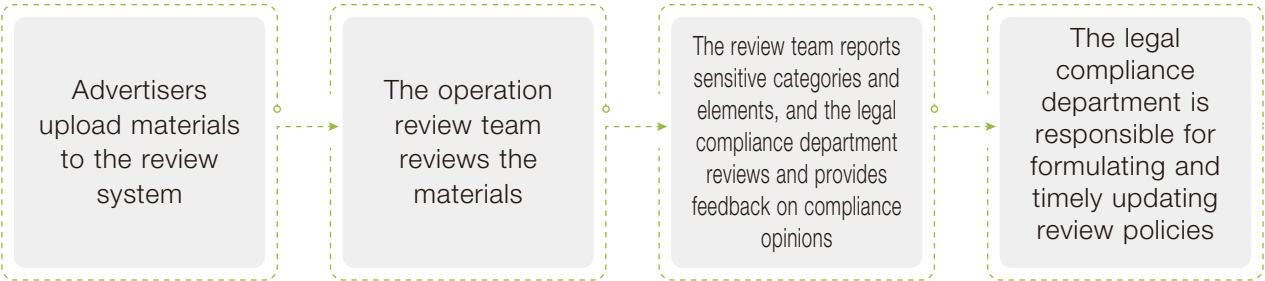 Advertisers
upload materials
to the review
system
The operation
review team
reviews the
materials
The review team reports
sensitive categories and
elements, and the legal
compliance department
reviews and provides
feedback on compliance
opinions
The legal
compliance
department is
responsible for
formulating and
timely updating
review policies